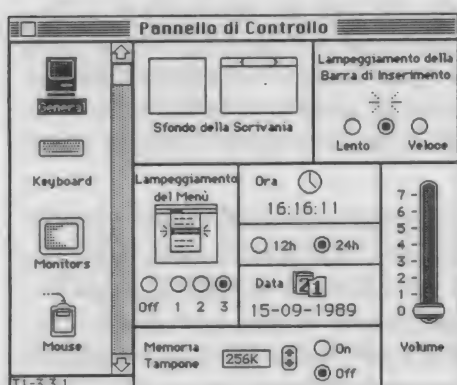 Pannello di Controllo
General
Keyboard
Monitors
Mouse
Sfondo della Scrivania
Lampeggiamento della
Barra di Inserimento
Lento Veloce
Lampeggiamento
del Menù
Off 1 2 3
Ora
16:16:11
12h 24h
Data 21
15-09-1989
7
6
5
4
3
2
1
0
Volume
Memoria
Tampone
256K
On
Off